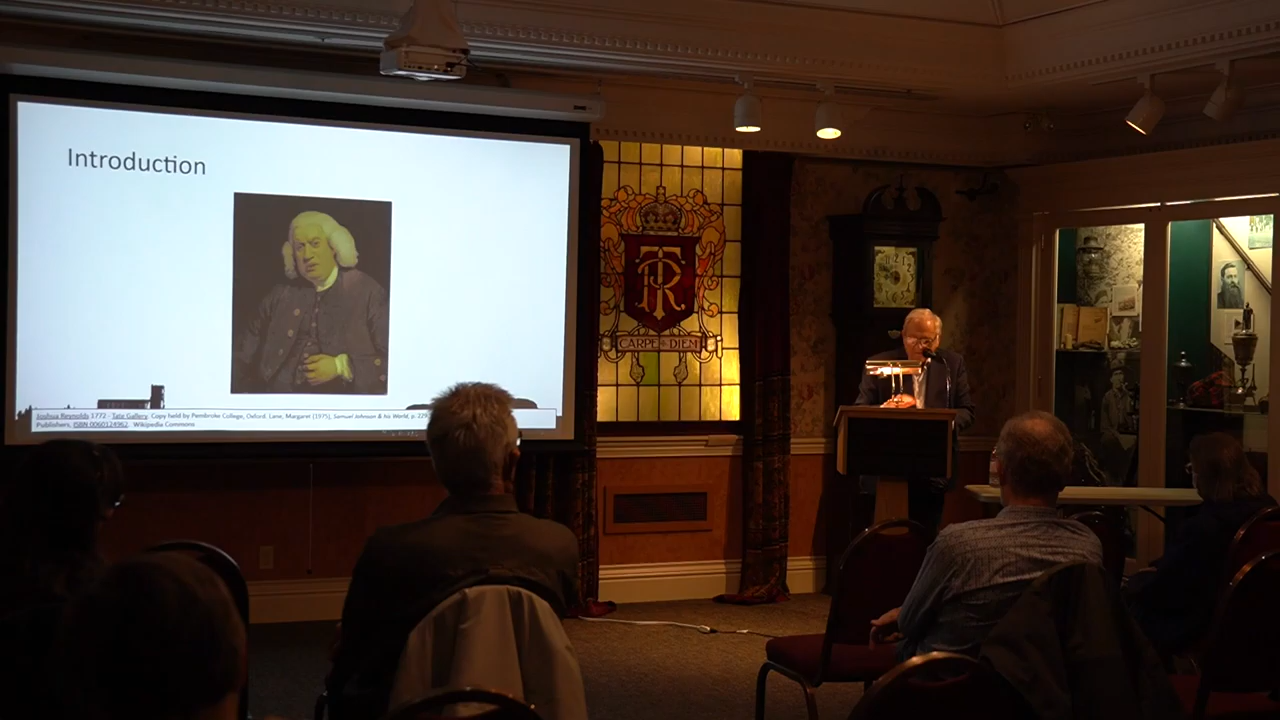 Introduction
Joshua Reynolds 1772 - Tate Gallery. Copy held by Pembroke College, Oxford. Lane, Margaret (1975), Samuel Johnson & his World, p. 229
Publishers, ISBN 0060124962. Wikipedia Commons
TR
CARPE DIEM